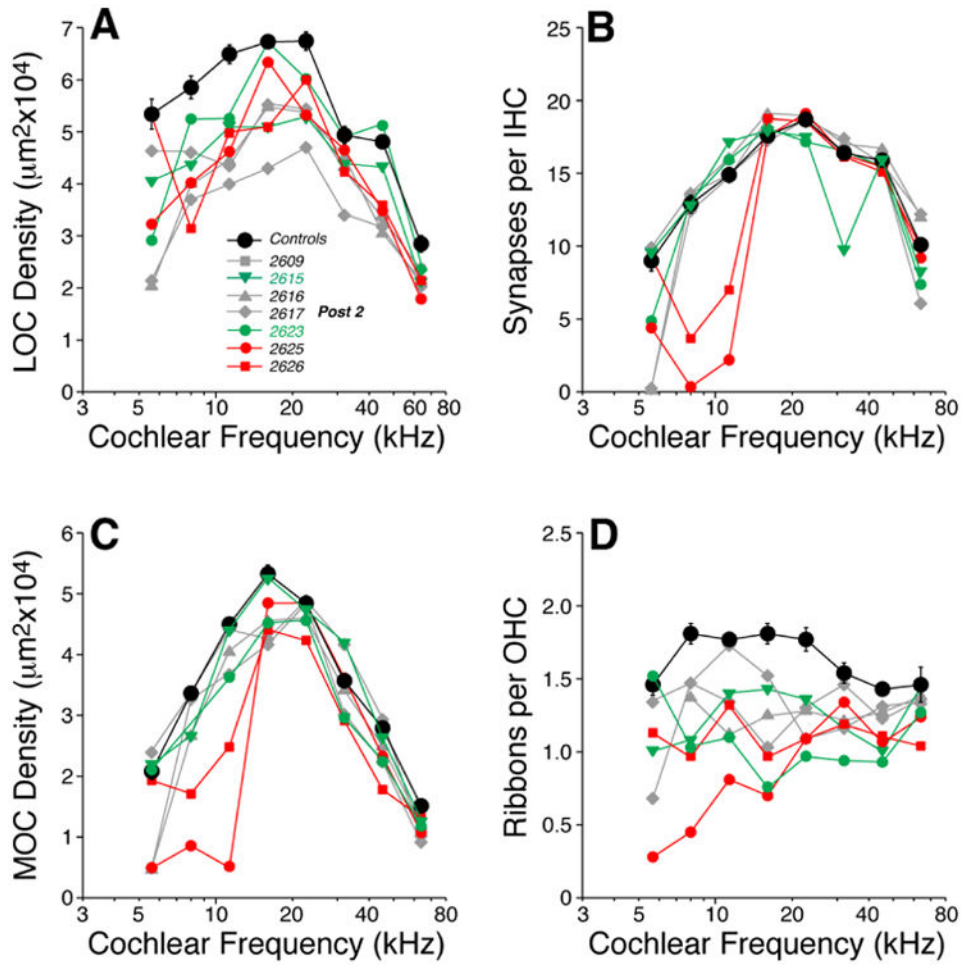 A
7
6
5
4
3
2
1
0
LOC Density (µm²x10⁴)
Controls
2609
2615
2616
2617 Post 2
2623
2625
2626
3 5 10 20 40 60 80
Cochlear Frequency (kHz)
B
25
20
15
10
5
0
Synapses per IHC
3 5 10 20 40 80
Cochlear Frequency (kHz)
C
6
5
4
3
2
1
0
MOC Density (µm²x10⁴)
3 5 10 20 40 80
Cochlear Frequency (kHz)
D
2.5
2.0
1.5
1.0
0.5
0
Ribbons per OHC
3 5 10 20 40 80
Cochlear Frequency (kHz)